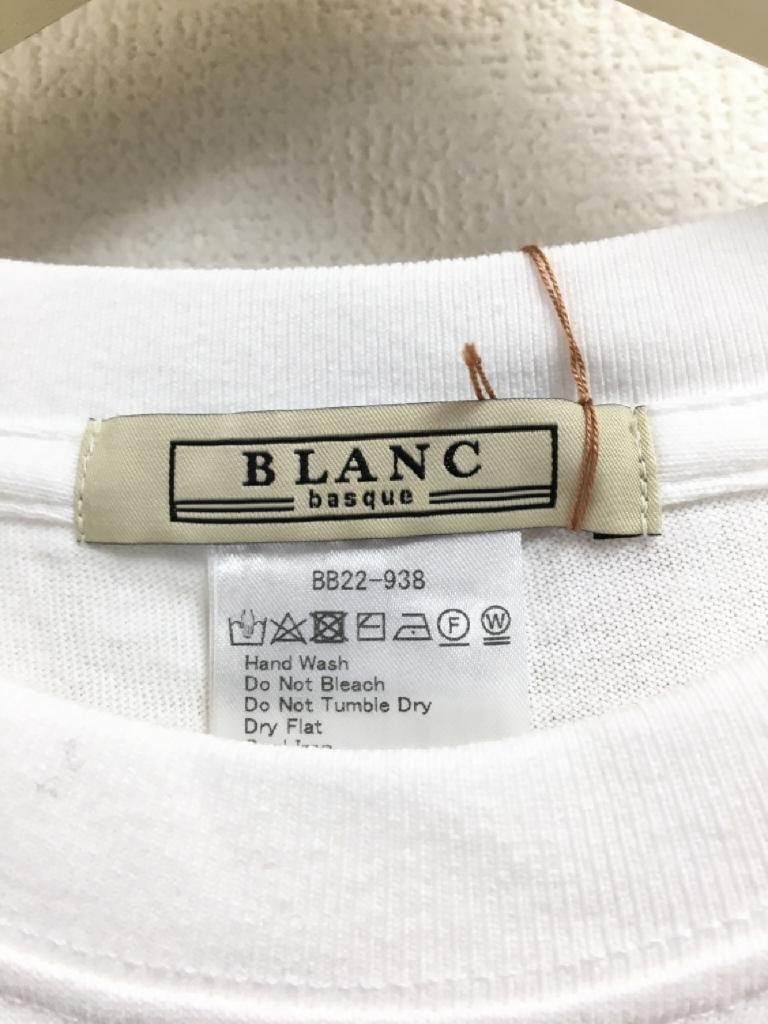 BLANC
basque
BB22-938
F W
Hand Wash
Do Not Bleach
Do Not Tumble Dry
Dry Flat